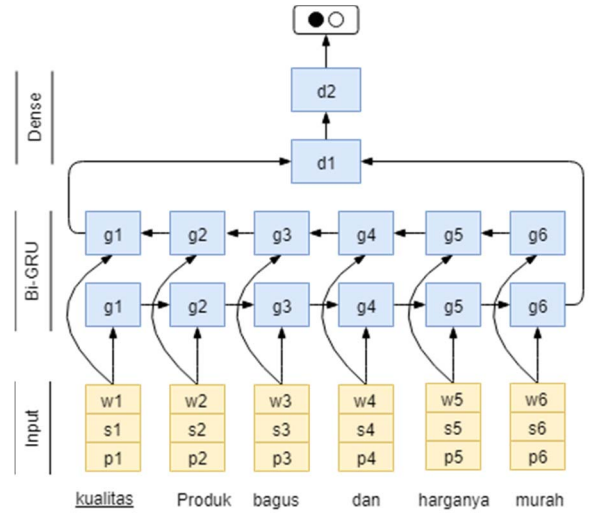 d2
Dense
d1
g1 g2 g3 g4 g5 g6
Bi-GRU
g1 g2 g3 g4 g5 g6
w1 w2 w3 w4 w5 w6
Input
s1 s2 s3 s4 s5 s6
p1 p2 p3 p4 p5 p6
kualitas Produk bagus dan harganya murah